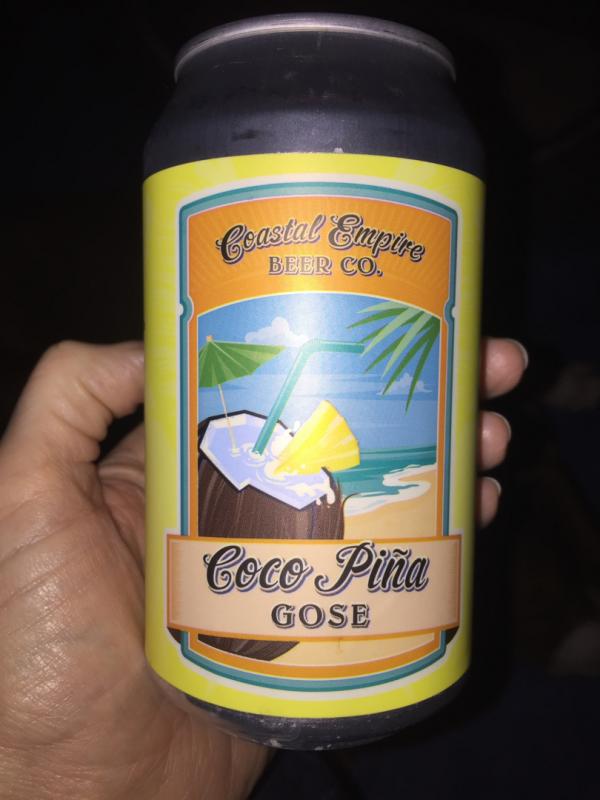 Coastal Empire
BEER CO.
Coco Piña
GOSE